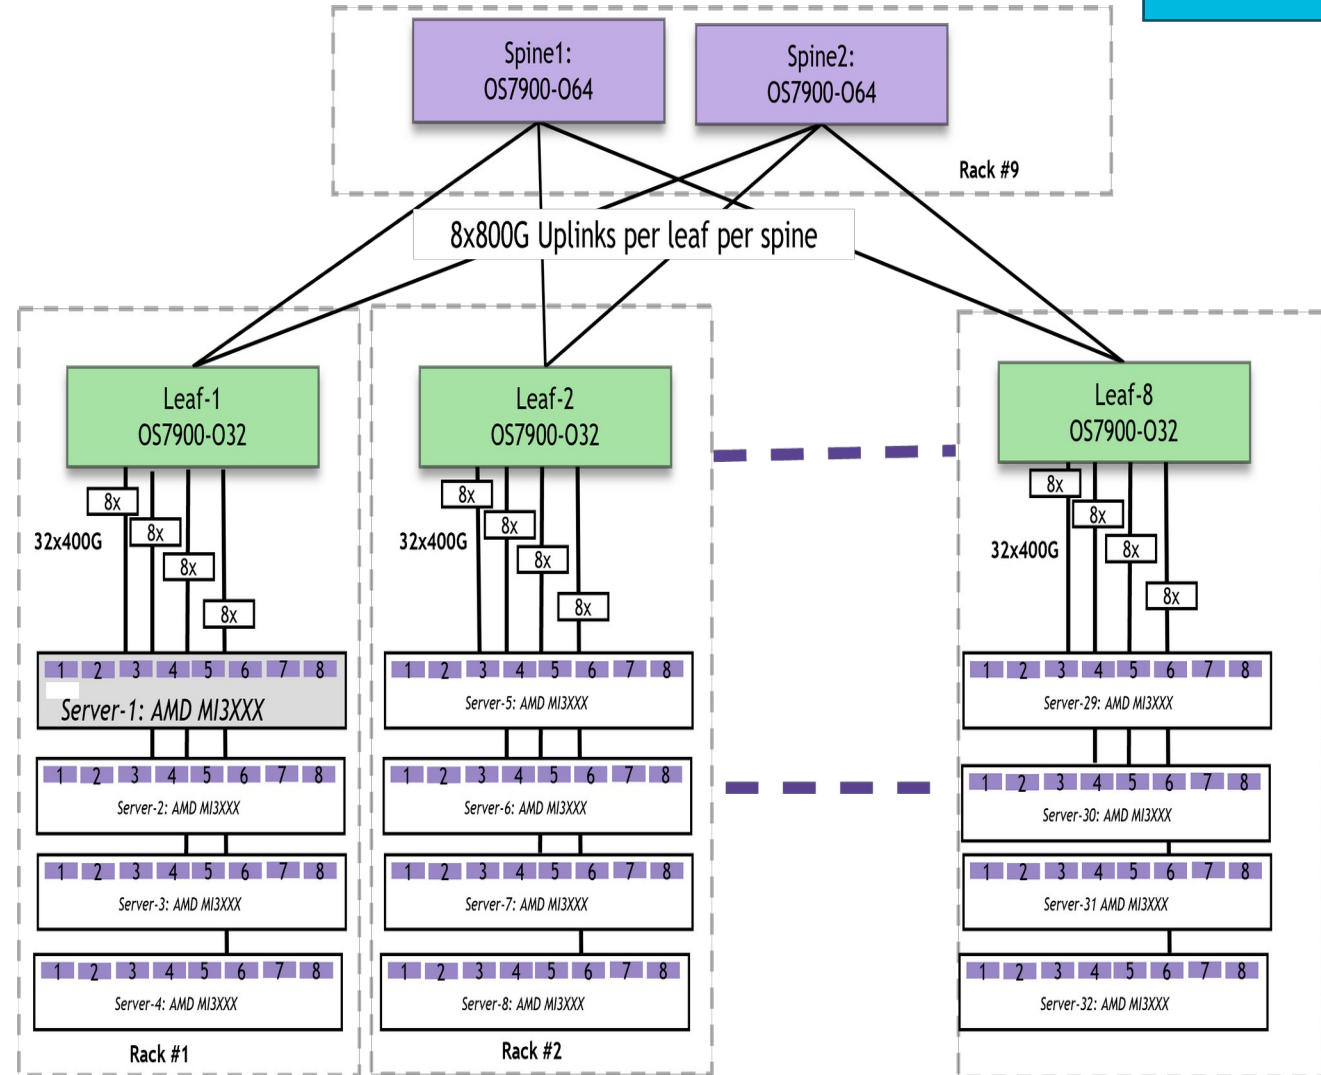 Spine1:
OS7900-O64
Spine2:
OS7900-O64
Rack #9
8x800G Uplinks per leaf per spine
Leaf-1
OS7900-O32
Leaf-2
OS7900-O32
Leaf-8
OS7900-O32
8x
8x
8x
8x
32x400G
8x
8x
8x
8x
32x400G
8x
8x
8x
8x
32x400G
1 2 3 4 5 6 7 8
Server-1: AMD MI3XXX
1 2 3 4 5 6 7 8
Server-2: AMD MI3XXX
1 2 3 4 5 6 7 8
Server-3: AMD MI3XXX
1 2 3 4 5 6 7 8
Server-4: AMD MI3XXX
Rack #1
1 2 3 4 5 6 7 8
Server-5: AMD MI3XXX
1 2 3 4 5 6 7 8
Server-6: AMD MI3XXX
1 2 3 4 5 6 7 8
Server-7: AMD MI3XXX
1 2 3 4 5 6 7 8
Server-8: AMD MI3XXX
Rack #2
1 2 3 4 5 6 7 8
Server-29: AMD MI3XXX
1 2 3 4 5 6 7 8
Server-30: AMD MI3XXX
1 2 3 4 5 6 7 8
Server-31 AMD MI3XXX
1 2 3 4 5 6 7 8
Server-32: AMD MI3XXX